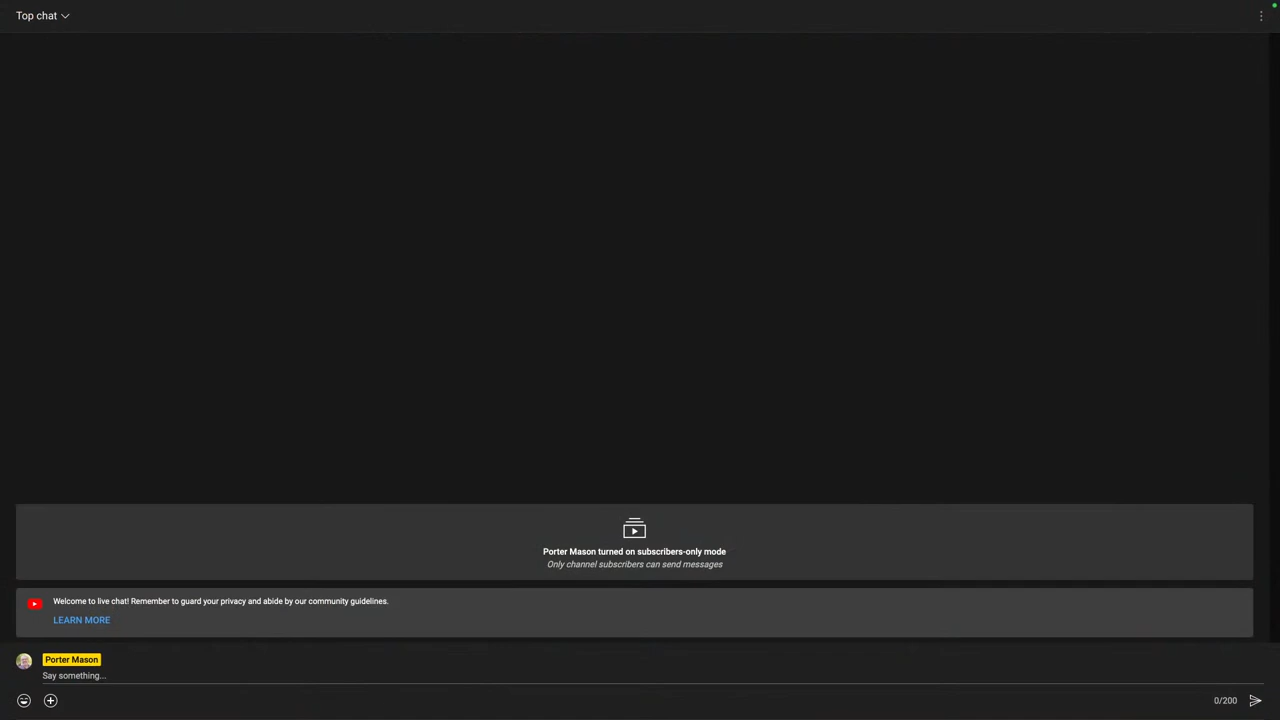 Top chat
Porter Mason turned on subscribers-only mode
Only channel subscribers can send messages
Welcome to live chat! Remember to guard your privacy and abide by our community guidelines.
LEARN MORE
Porter Mason
Say something...
0/200